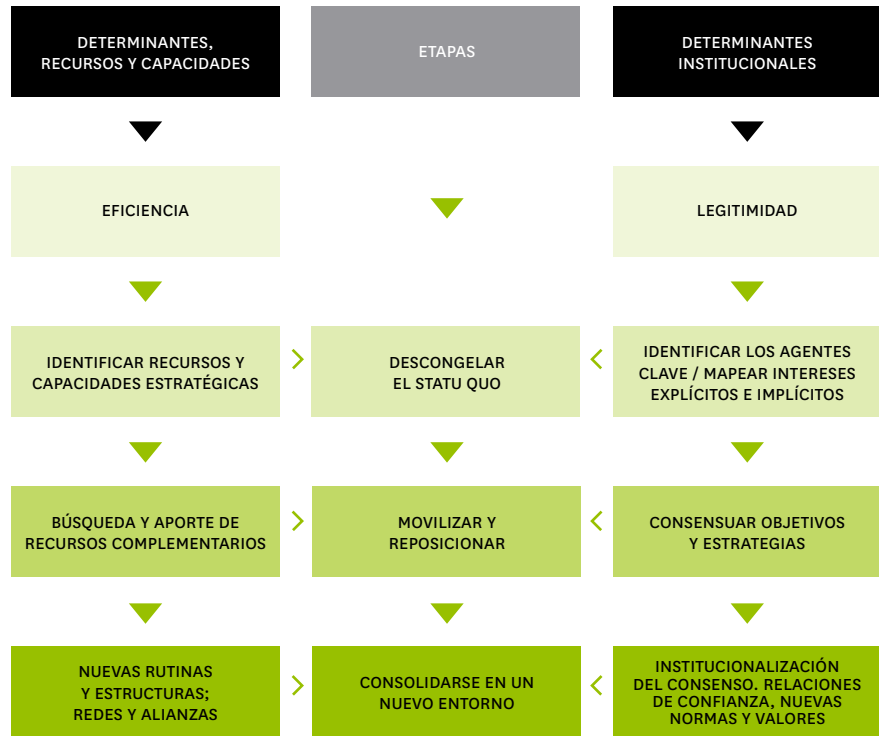 DETERMINANTES,
RECURSOS Y CAPACIDADES
ETAPAS
DETERMINANTES
INSTITUCIONALES
EFICIENCIA
LEGITIMIDAD
IDENTIFICAR RECURSOS Y
CAPACIDADES ESTRATÉGICAS
DESCONGELAR
EL STATU QUO
IDENTIFICAR LOS AGENTES
CLAVE / MAPEAR INTERESES
EXPLÍCITOS E IMPLÍCITOS
BÚSQUEDA Y APORTE DE
RECURSOS COMPLEMENTARIOS
MOVILIZAR Y
REPOSICIONAR
CONSENSUAR OBJETIVOS
Y ESTRATEGIAS
NUEVAS RUTINAS
Y ESTRUCTURAS;
REDES Y ALIANZAS
CONSOLIDARSE EN UN
NUEVO ENTORNO
INSTITUCIONALIZACIÓN
DEL CONSENSO. RELACIONES
DE CONFIANZA, NUEVAS
NORMAS Y VALORES